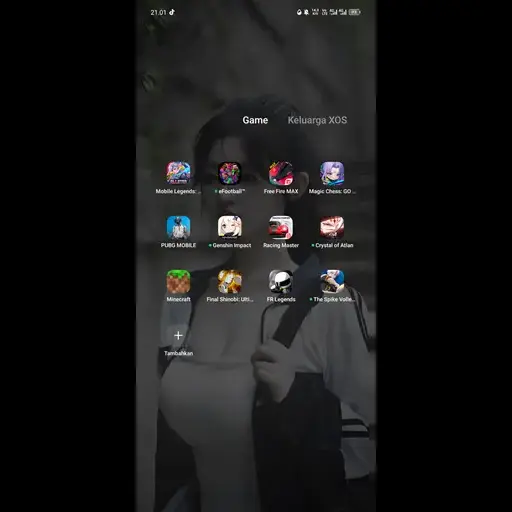 21.01
Game Keluarga XOS
Mobile Legends: ... eFootball™ Free Fire MAX Magic Chess: GO ...
PUBG MOBILE Genshin Impact Racing Master Crystal of Atlan
Minecraft Final Shinobi: Ulti... FR Legends The Spike Volle...
Tambahkan